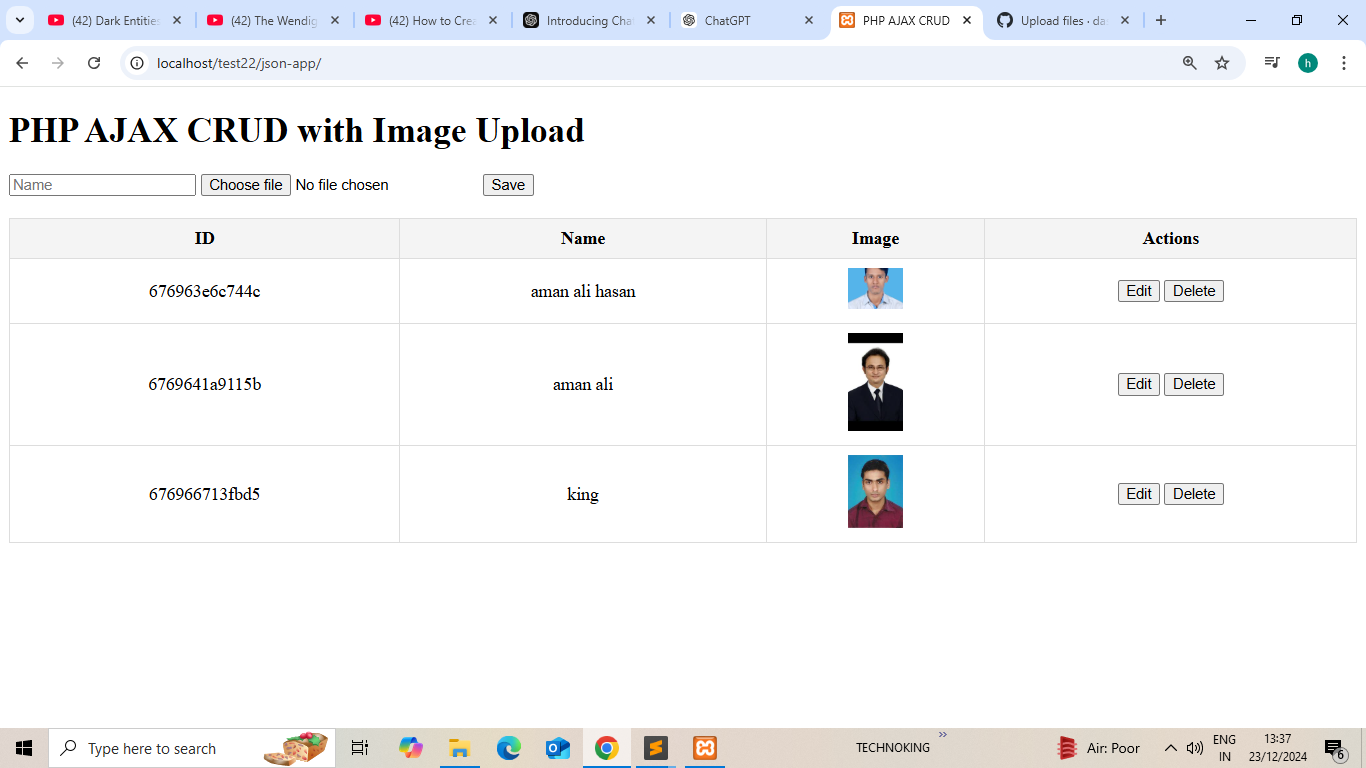 (42) Dark Entities
(42) The Wendig
(42) How to Crea
Introducing Cha
ChatGPT
PHP AJAX CRUD
Upload files · da
localhost/test22/json-app/
h
PHP AJAX CRUD with Image Upload
Name Choose file No file chosen Save
ID Name Image Actions
676963e6c744c aman ali hasan Edit Delete
6769641a9115b aman ali Edit Delete
676966713fbd5 king Edit Delete
Type here to search
TECHNOKING
Air: Poor
ENG
IN
13:37
23/12/2024
6